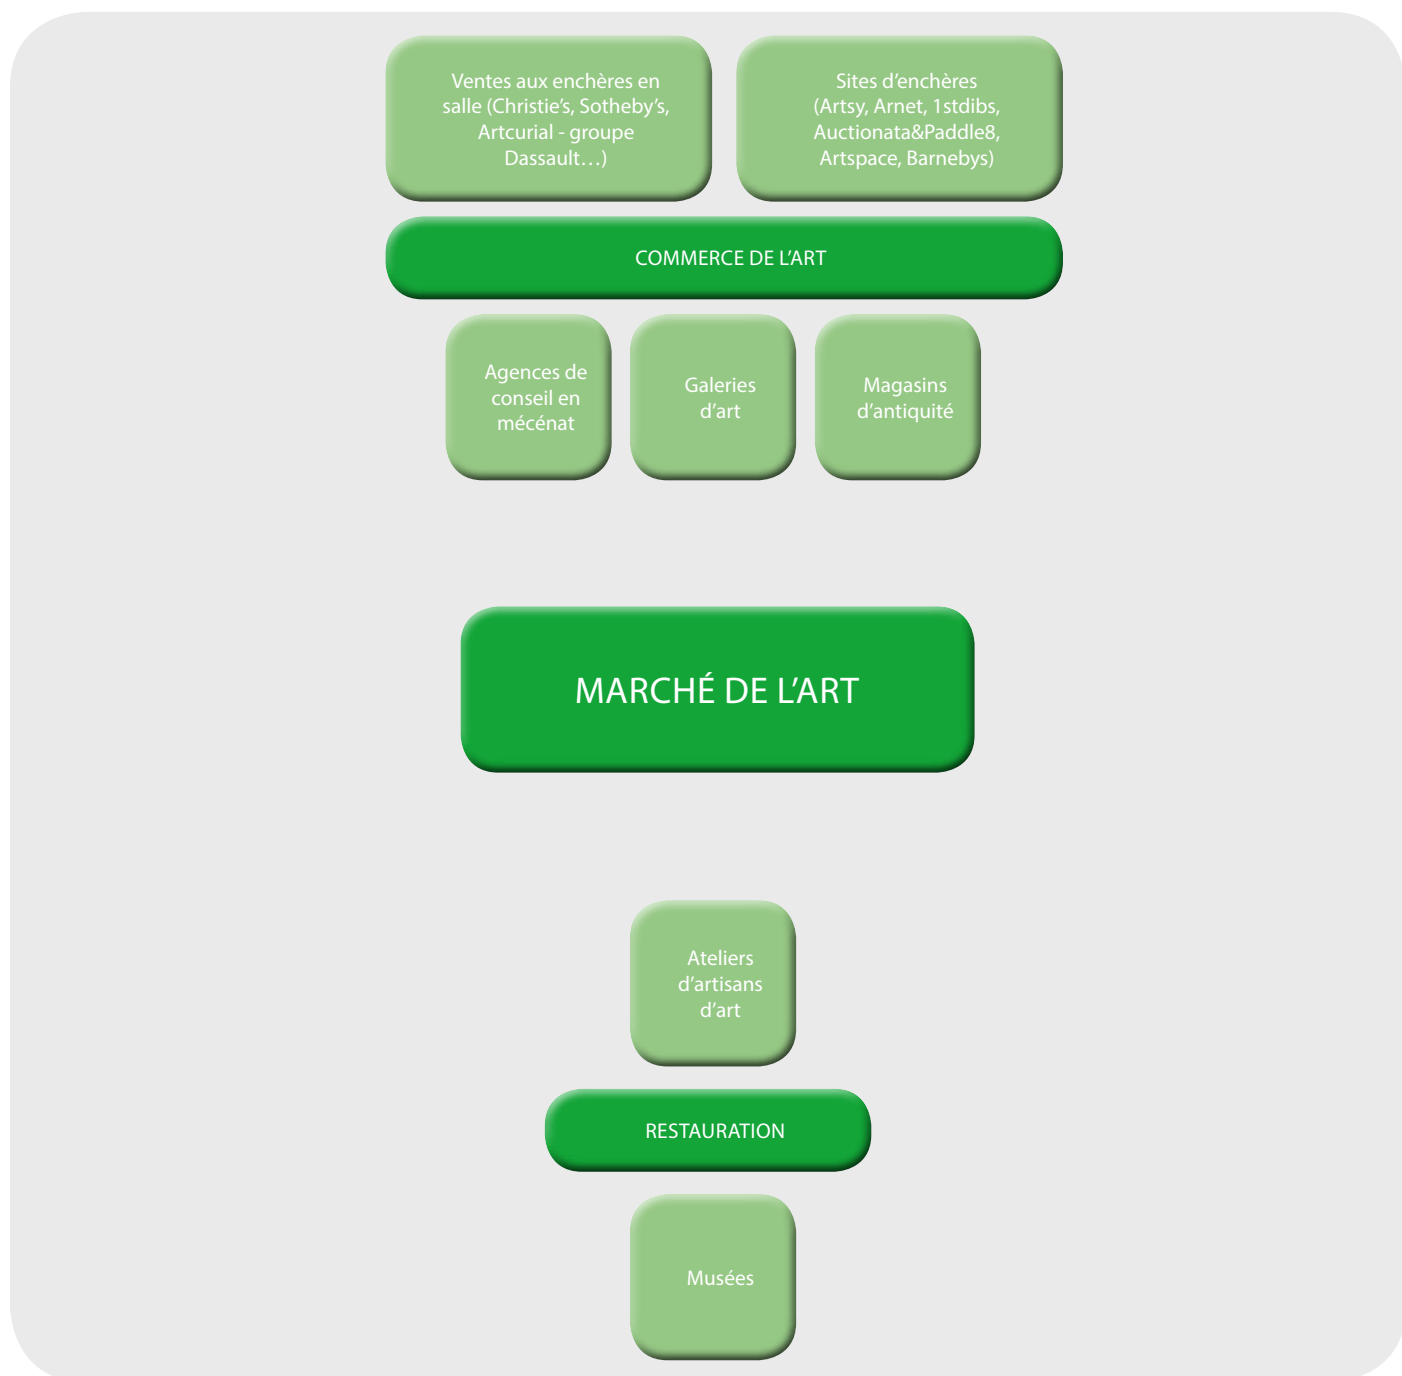 Ventes aux enchères en
salle (Christie’s, Sotheby’s,
Artcurial - groupe
Dassault…)
Sites d’enchères
(Artsy, Arnet, 1stdibs,
Auctionata&Paddle8,
Artspace, Barnebys)
COMMERCE DE L’ART
Agences de
conseil en
mécénat
Galeries
d’art
Magasins
d’antiquité
MARCHÉ DE L’ART
Ateliers
d’artisans
d’art
RESTAURATION
Musées